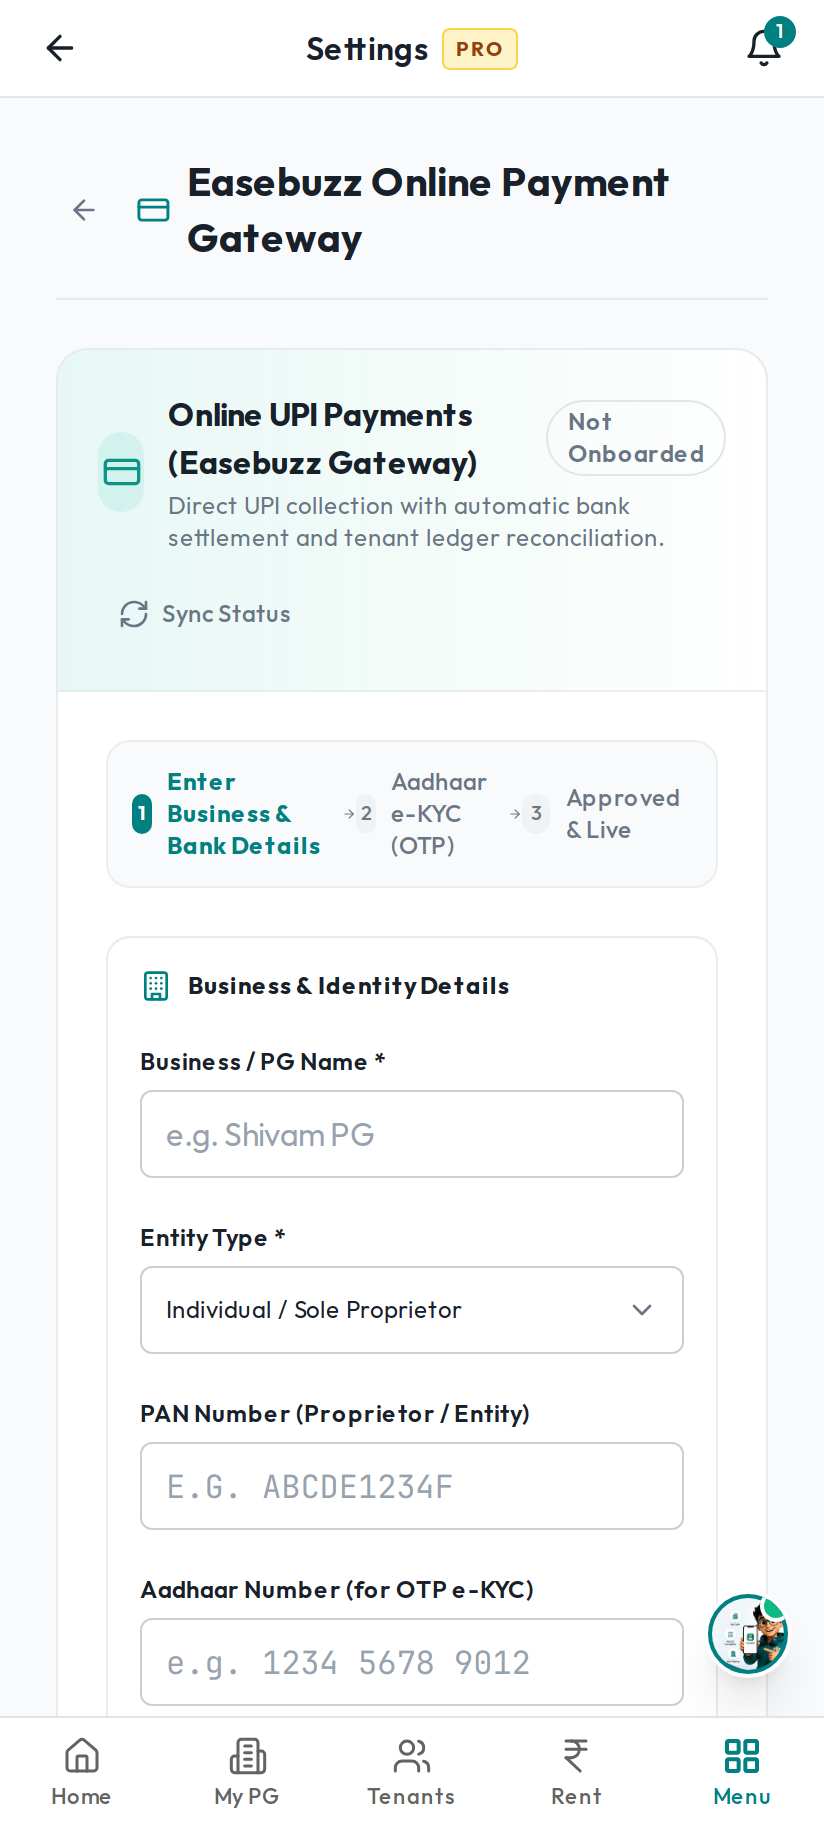 Settings PRO
1
Easebuzz Online Payment
Gateway
Online UPI Payments
(Easebuzz Gateway)
Not
Onboarded
Direct UPI collection with automatic bank
settlement and tenant ledger reconciliation.
Sync Status
1
Enter
Business &
Bank Details
2
Aadhaar
e-KYC
(OTP)
3
Approved
& Live
Business & Identity Details
Business / PG Name *
e.g. Shivam PG
Entity Type *
Individual / Sole Proprietor
PAN Number (Proprietor / Entity)
E.G. ABCDE1234F
Aadhaar Number (for OTP e-KYC)
e.g. 1234 5678 9012
Home
My PG
Tenants
Rent
Menu